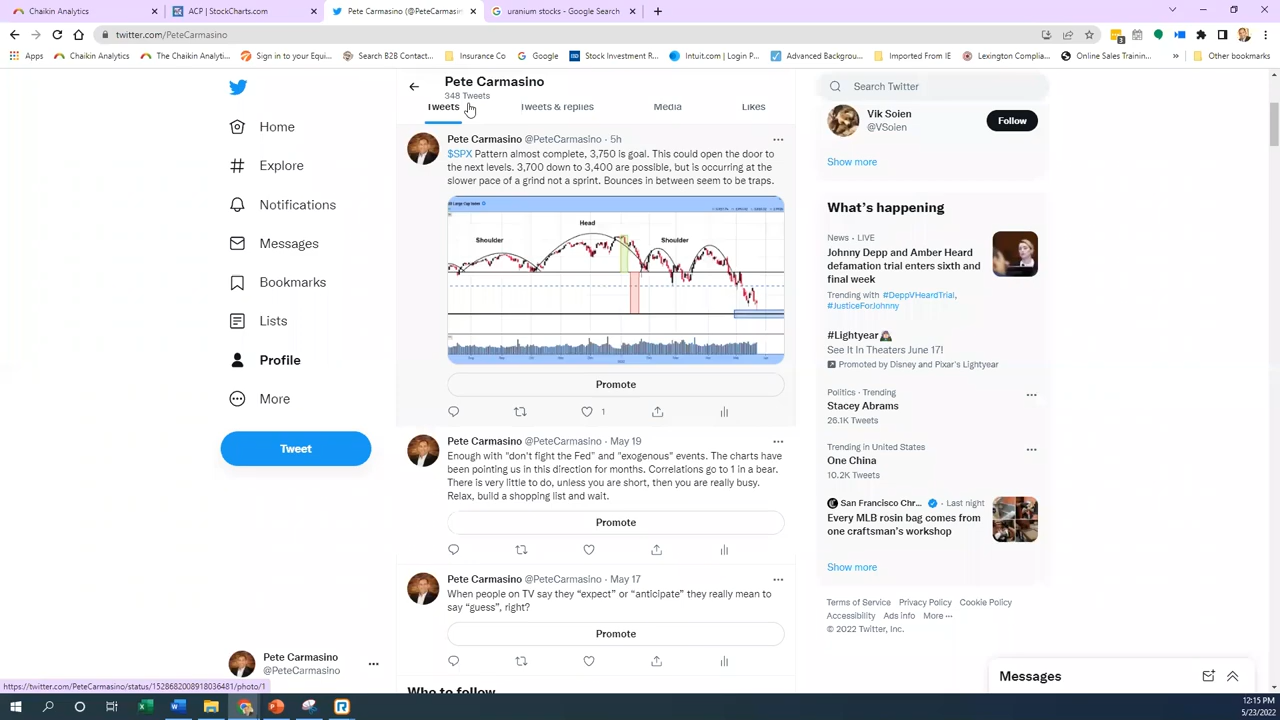 Chaikin Analytics
ACP | StockCharts.com
Pete Carmasino (@PeteCarmasino
uranium stocks - Google Search
twitter.com/PeteCarmasino
Apps
Chaikin Analytics
The Chaikin Analyti...
Sign in to your Equi...
Search B2B Contact...
Insurance Co
Google
Stock Investment R...
Intuit.com | Login P...
Advanced Backgrou...
Imported From IE
Lexington Complia...
Online Sales Trainin...
Other bookmarks
Home
Explore
Notifications
Messages
Bookmarks
Lists
Profile
More
Tweet
Pete Carmasino
@PeteCarmasino
Pete Carmasino
348 Tweets
Tweets
Tweets & replies
Media
Likes
Pete Carmasino @PeteCarmasino · 5h
$SPX Pattern almost complete, 3,750 is goal. This could open the door to
the next levels. 3,700 down to 3,400 are possible, but is occurring at the
slower pace of a grind not a sprint. Bounces in between seem to be traps.
Head
Shoulder
Shoulder
Promote
1
Pete Carmasino @PeteCarmasino · May 19
Enough with "don't fight the Fed" and "exogenous" events. The charts have
been pointing us in this direction for months. Correlations go to 1 in a bear.
There is very little to do, unless you are short, then you are really busy.
Relax, build a shopping list and wait.
Promote
Pete Carmasino @PeteCarmasino · May 17
When people on TV say they “expect” or “anticipate” they really mean to
say “guess”, right?
Promote
Who to follow
Search Twitter
Vik Soien
@VSoien
Follow
Show more
What's happening
News · LIVE
Johnny Depp and Amber Heard
defamation trial enters sixth and
final week
Trending with #DeppVHeardTrial,
#JusticeForJohnny
#Lightyear
See It In Theaters June 17!
Promoted by Disney and Pixar's Lightyear
Politics · Trending
Stacey Abrams
26.1K Tweets
Trending in United States
One China
10.2K Tweets
San Francisco Chr... · Last night
Every MLB rosin bag comes from
one craftsman's workshop
Show more
Terms of Service Privacy Policy Cookie Policy
Accessibility Ads info More ···
© 2022 Twitter, Inc.
Messages
https://twitter.com/PeteCarmasino/status/1528682008918036481/photo/1
12:15 PM
5/23/2022